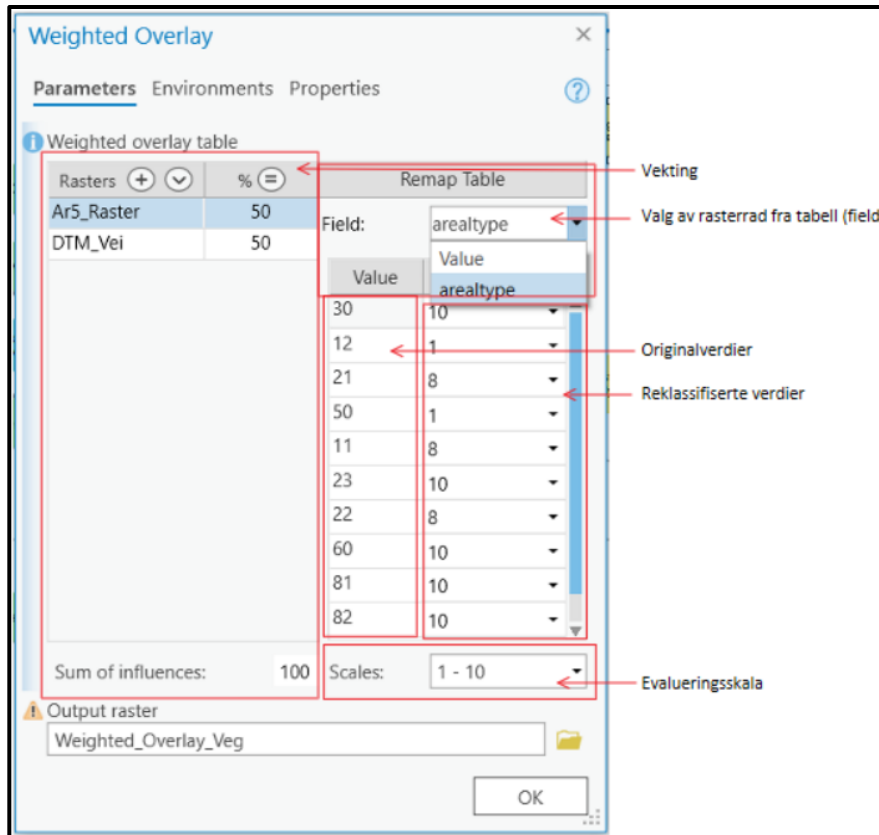 Weighted Overlay
Parameters Environments Properties
Weighted overlay table
Rasters %
Ar5_Raster 50
DTM_Vei 50
Sum of influences: 100
Remap Table
Field: arealtype
Value
arealtype
Value
30 10
12 1
21 8
50 1
11 8
23 10
22 8
60 10
81 10
82 10
Scales: 1 - 10
Output raster
Weighted_Overlay_Veg
OK
Vekting
Valg av rasterrad fra tabell (field
Originalverdier
Reklassifiserte verdier
Evalueringsskala